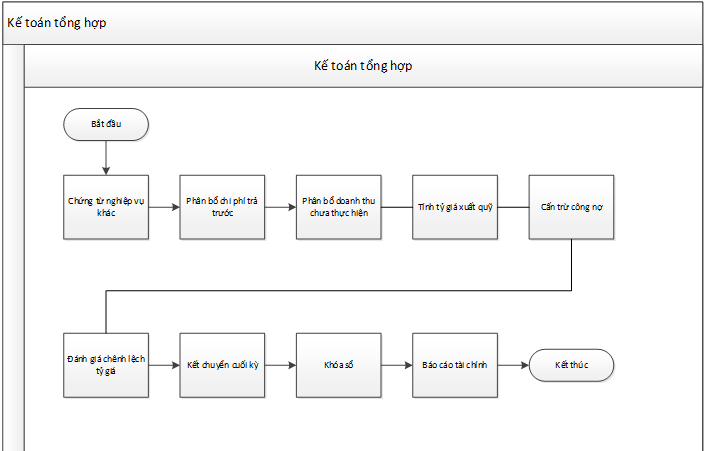 Kế toán tổng hợp
Kế toán tổng hợp
Bắt đầu
Chứng từ nghiệp vụ
khác
Phân bổ chi phí trả
trước
Phân bổ doanh thu
chưa thực hiện
Tính tỷ giá xuất quỹ
Cấn trừ công nợ
Đánh giá chênh lệch
tỷ giá
Kết chuyển cuối kỳ
Khóa sổ
Báo cáo tài chính
Kết thúc